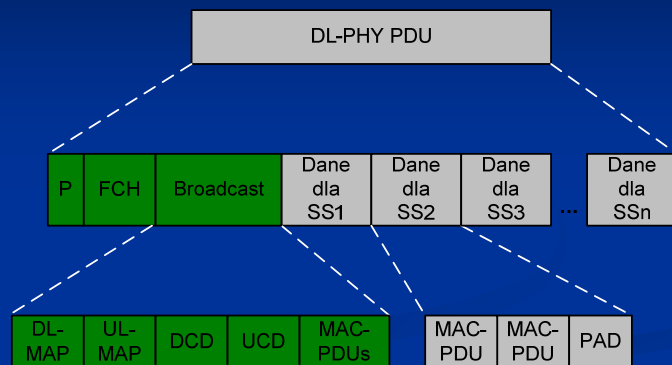 DL-PHY PDU
P
FCH
Broadcast
Dane
dla
SS1
Dane
dla
SS2
Dane
dla
SS3
...
Dane
dla
SSn
DL-
MAP
UL-
MAP
DCD
UCD
MAC-
PDUs
MAC-
PDU
MAC-
PDU
PAD